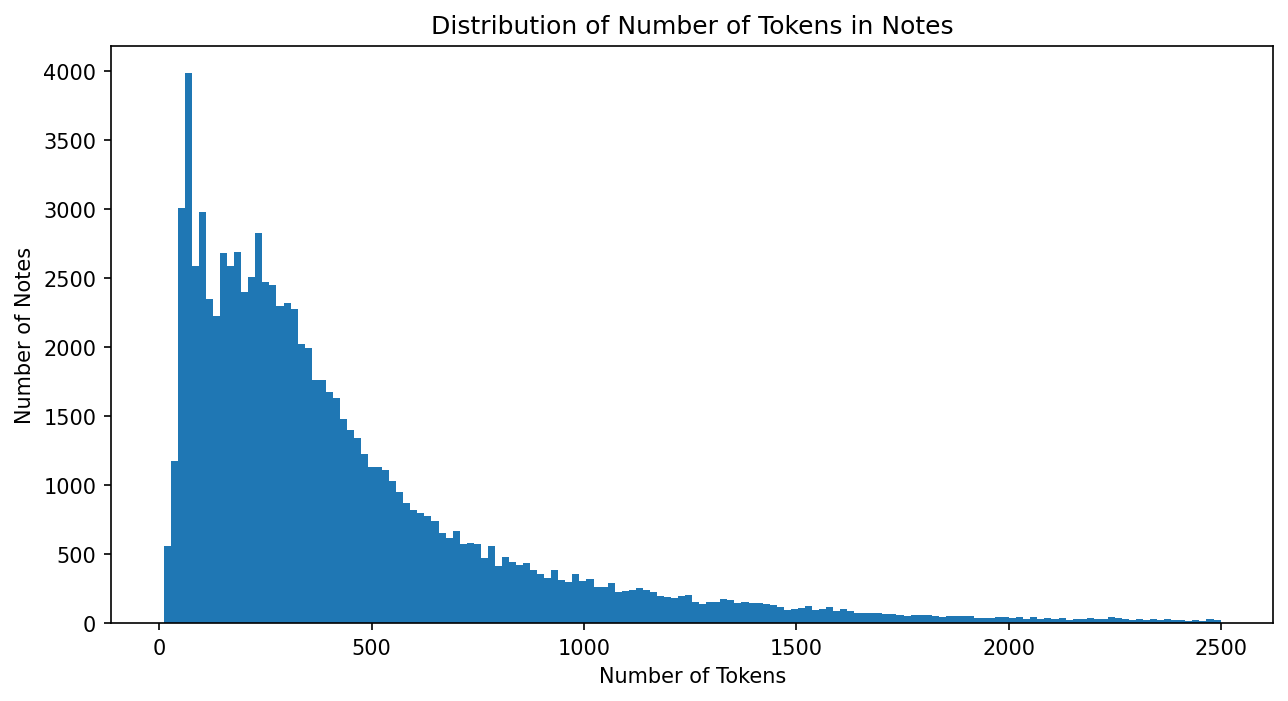 Distribution of Number of Tokens in Notes
4000
3500
3000
2500
2000
1500
1000
500
0
Number of Notes
0 500 1000 1500 2000 2500
Number of Tokens